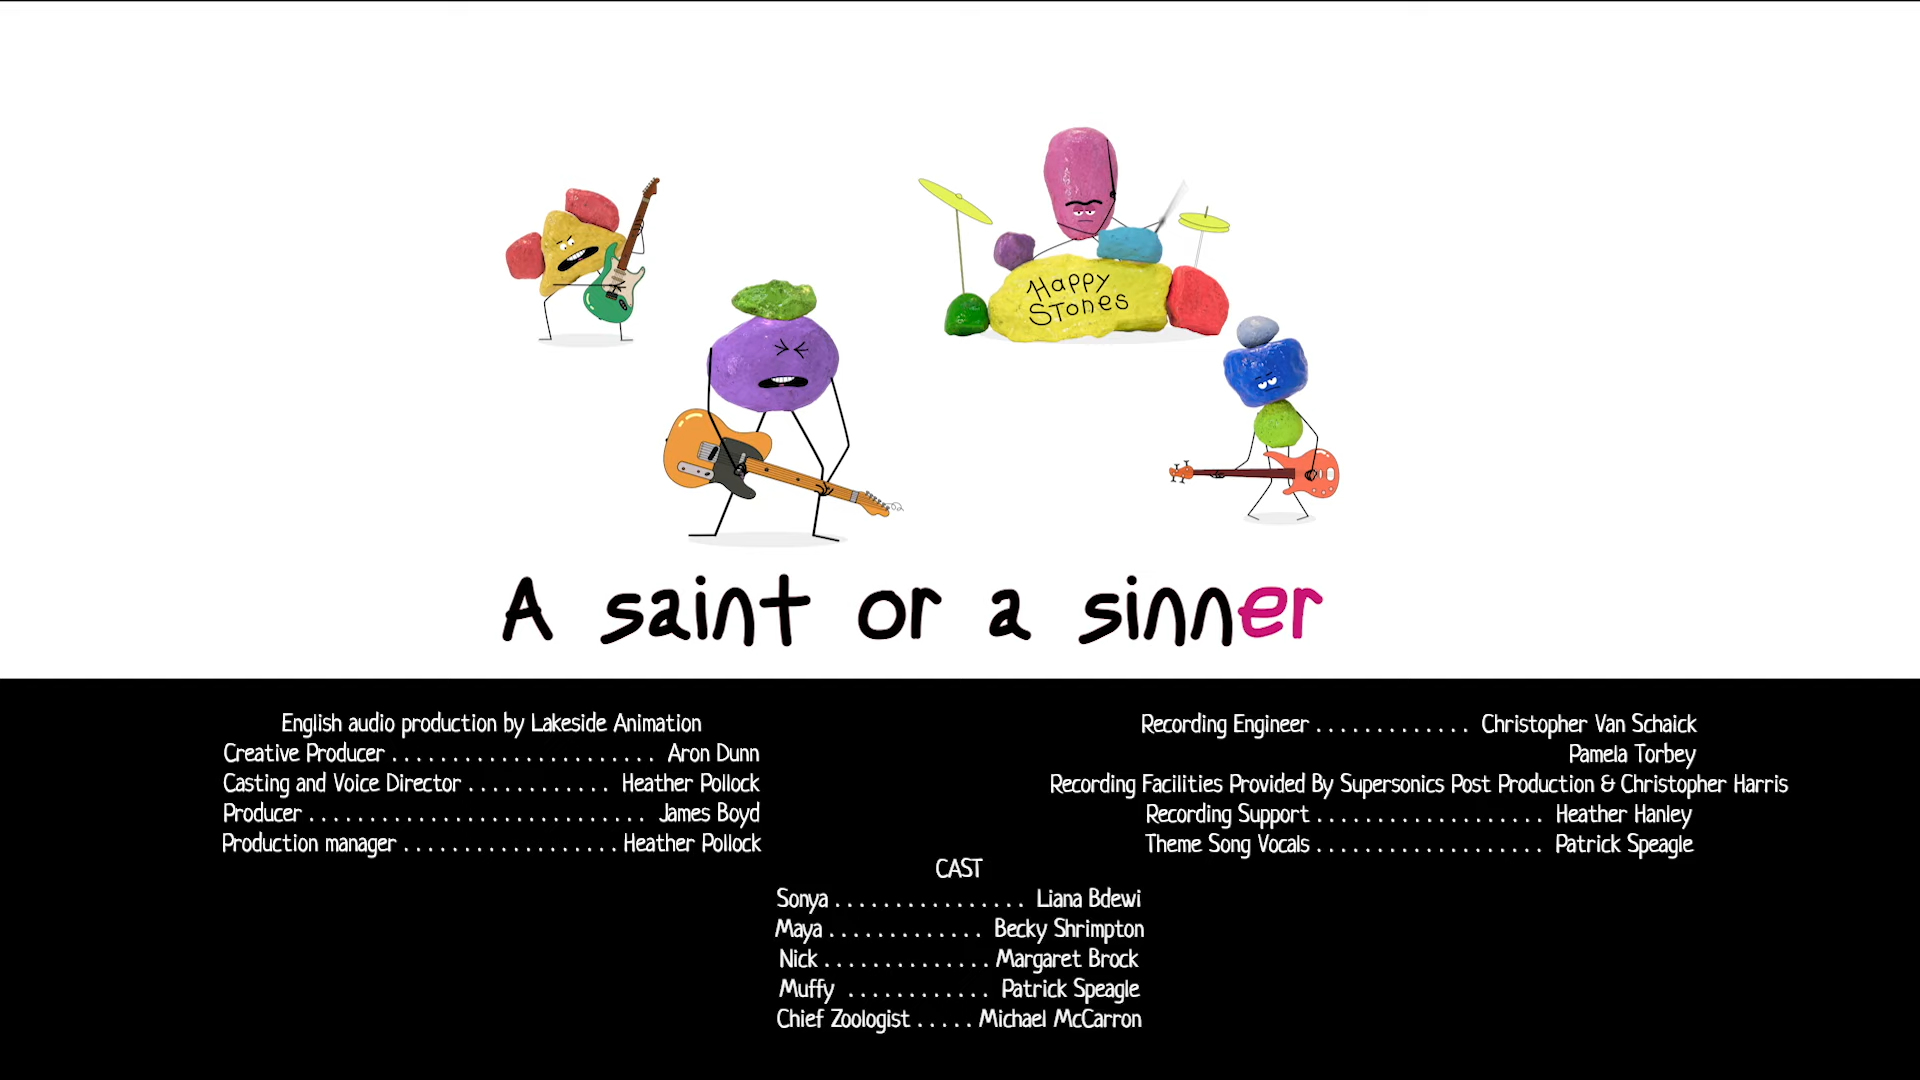 Happy
Stones
A saint or a sinner
English audio production by Lakeside Animation
Creative Producer . . . . . . . . . . . . . . . . . . . . . . Aron Dunn
Casting and Voice Director . . . . . . . . . . . . Heather Pollock
Producer . . . . . . . . . . . . . . . . . . . . . . . . . . . . James Boyd
Production manager . . . . . . . . . . . . . . . . . . Heather Pollock
Recording Engineer . . . . . . . . . . . . . Christopher Van Schaick
Pamela Torbey
Recording Facilities Provided By Supersonics Post Production & Christopher Harris
Recording Support . . . . . . . . . . . . . . . . . . . Heather Hanley
Theme Song Vocals . . . . . . . . . . . . . . . . . . . Patrick Speagle
CAST
Sonya . . . . . . . . . . . . . . . . Liana Bdewi
Maya . . . . . . . . . . . . . Becky Shrimpton
Nick . . . . . . . . . . . . . . Margaret Brock
Muffy . . . . . . . . . . . . Patrick Speagle
Chief Zoologist . . . . . Michael McCarron